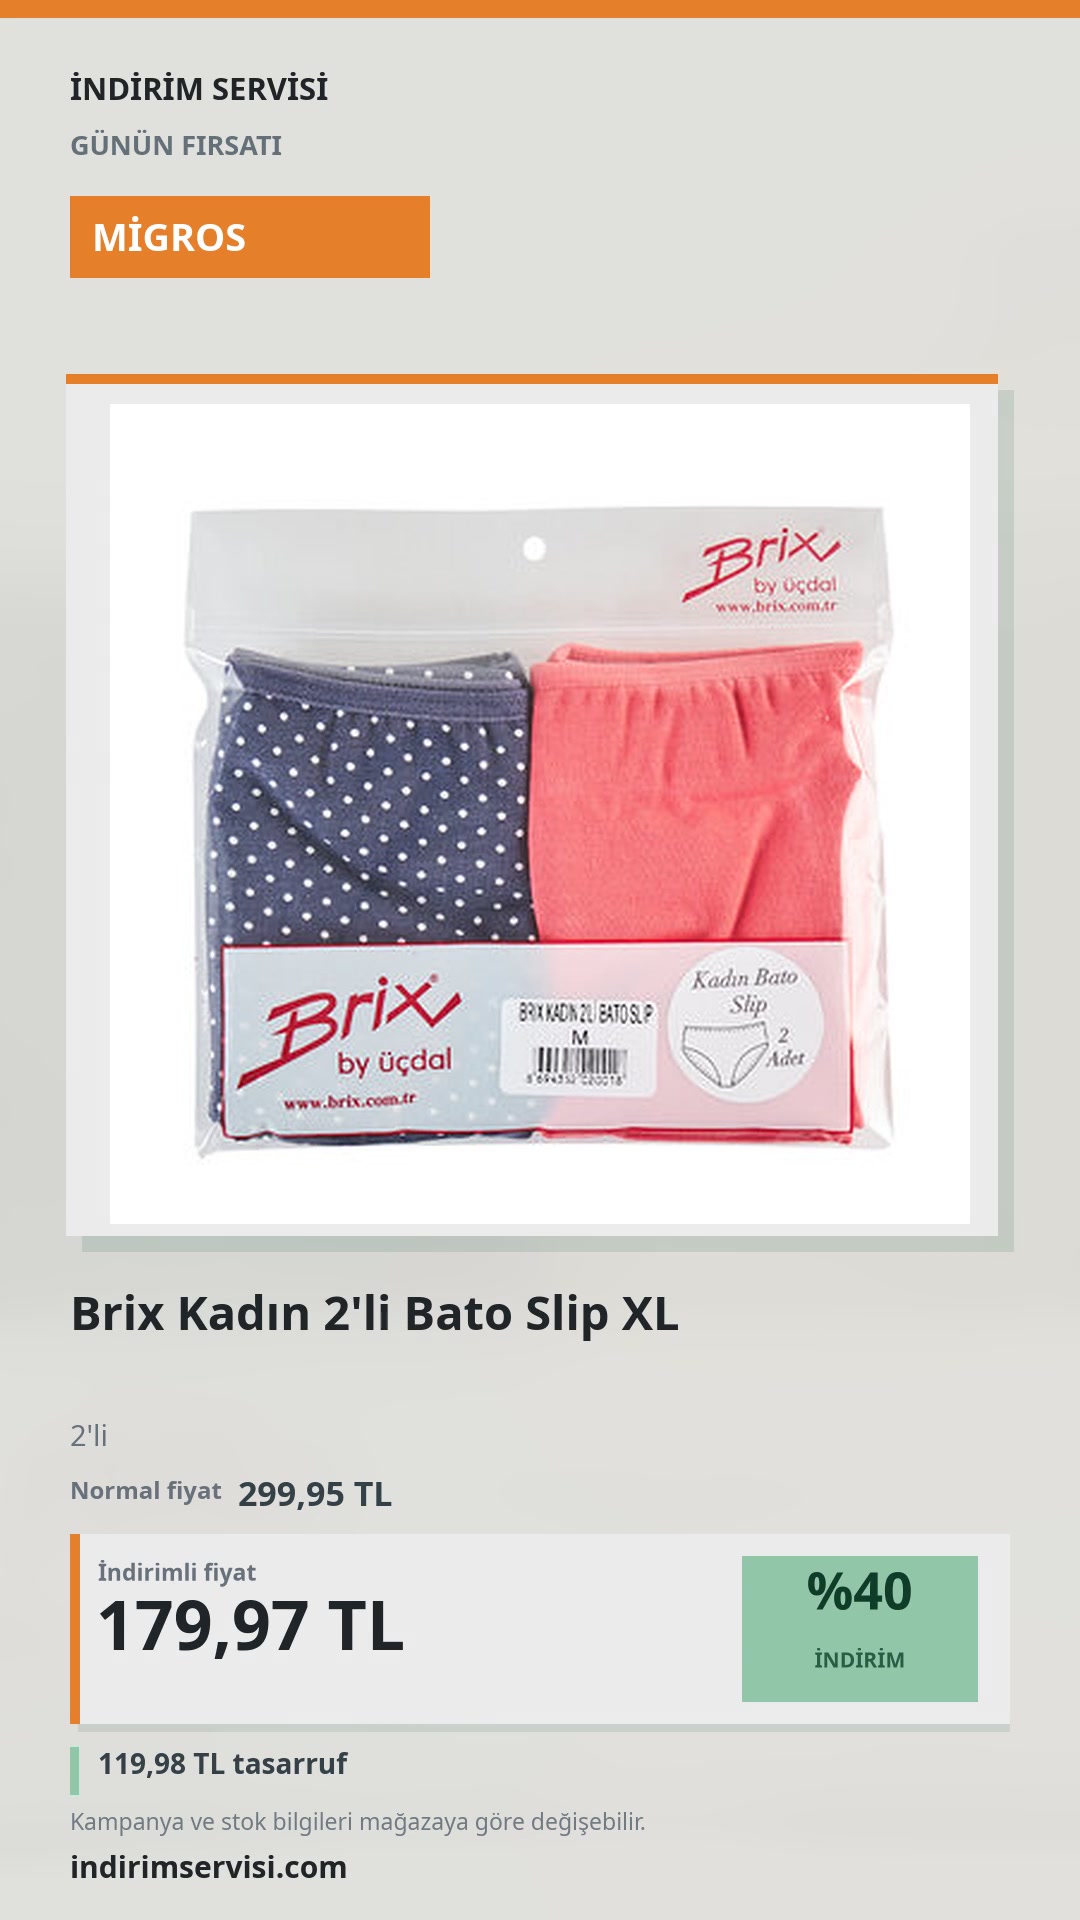 İNDİRİM SERVİSİ
GÜNÜN FIRSATI
MİGROS
Brix
by üçdal
www.brix.com.tr
Brix
by üçdal
www.brix.com.tr
BRIX KADIN 2'Lİ BATO SLIP
M
Kadın Bato
Slip
2
Adet
Brix Kadın 2'li Bato Slip XL
2'li
Normal fiyat 299,95 TL
İndirimli fiyat
179,97 TL
%40
İNDİRİM
119,98 TL tasarruf
Kampanya ve stok bilgileri mağazaya göre değişebilir.
indirimservisi.com